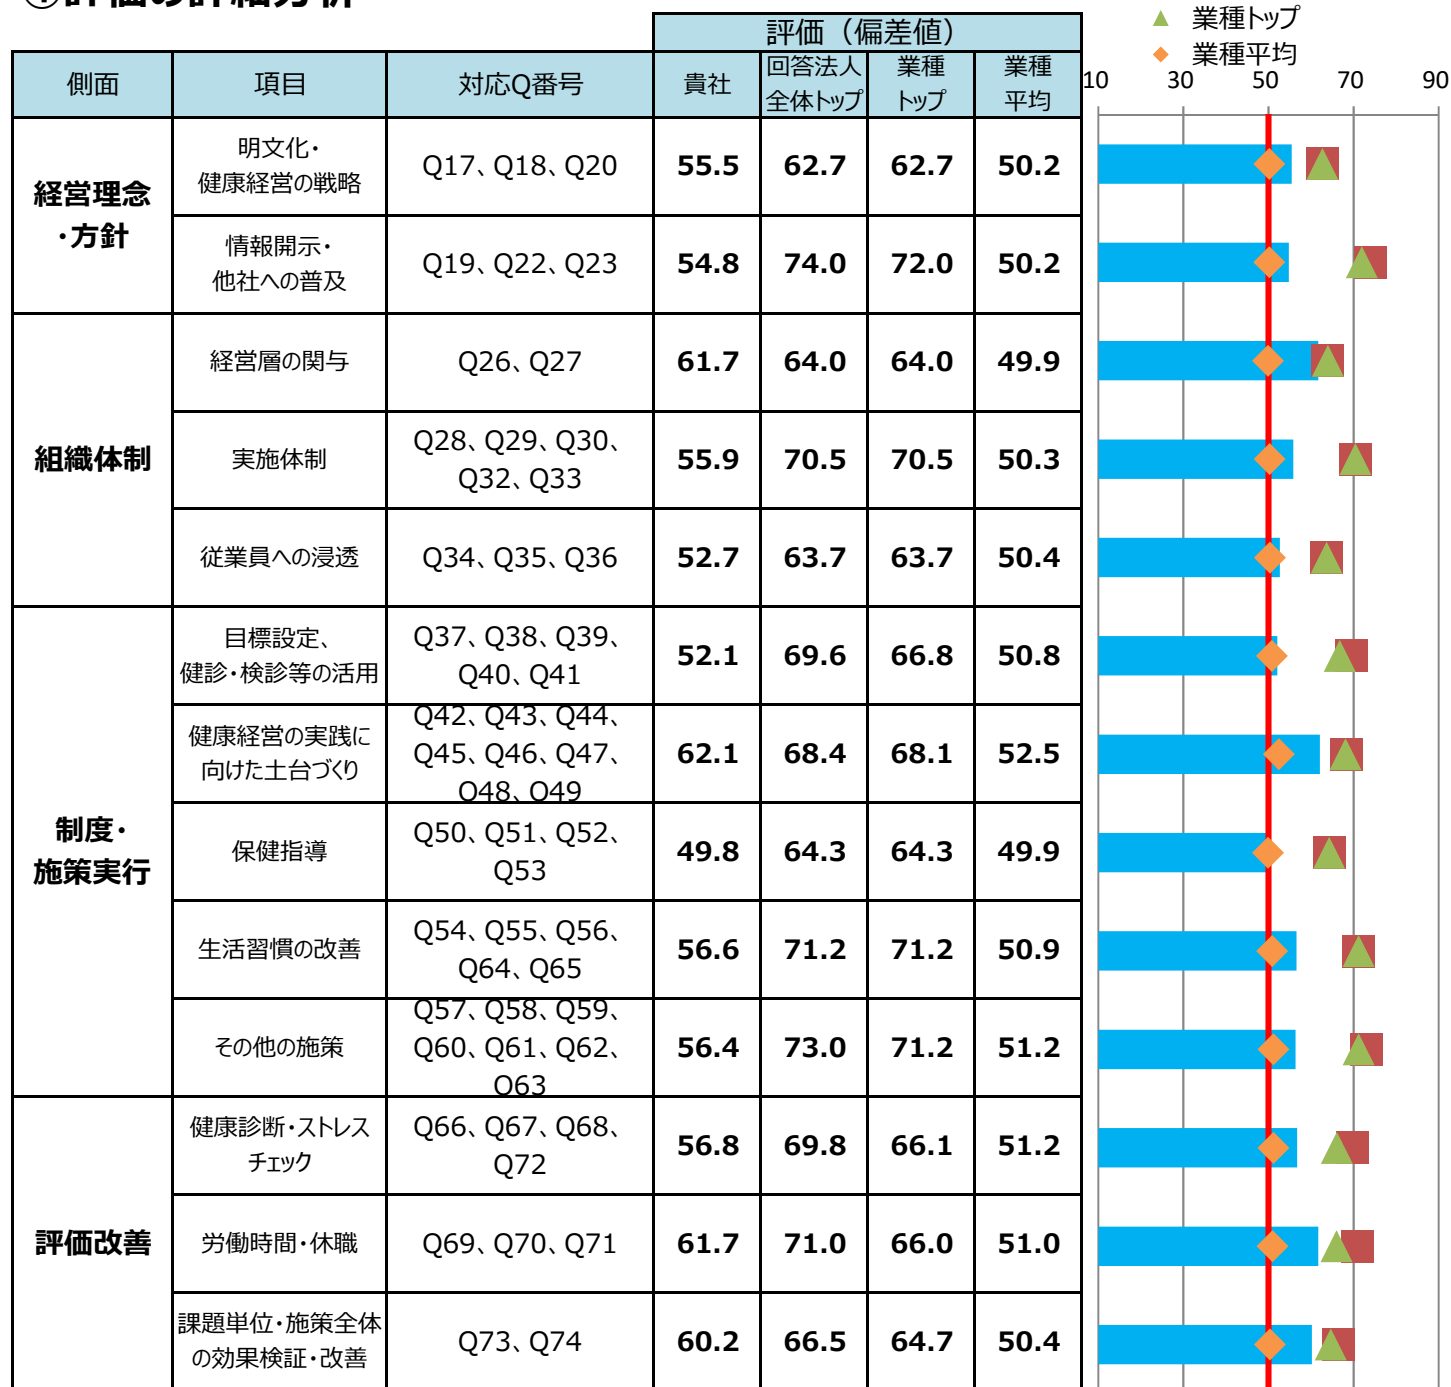 ①評価の詳細分析
▲ 業種トップ
◆ 業種平均
評価（偏差値）
側面 項目 対応Q番号 貴社 回答法人 業種 業種
全体トップ トップ 平均
10 30 50 70 90
経営理念
・方針
明文化・
健康経営の戦略
Q17、Q18、Q20 55.5 62.7 62.7 50.2
情報開示・
他社への普及
Q19、Q22、Q23 54.8 74.0 72.0 50.2
組織体制
経営層の関与 Q26、Q27 61.7 64.0 64.0 49.9
実施体制
Q28、Q29、Q30、
Q32、Q33
55.9 70.5 70.5 50.3
従業員への浸透 Q34、Q35、Q36 52.7 63.7 63.7 50.4
制度・
施策実行
目標設定、
健診・検診等の活用
Q37、Q38、Q39、
Q40、Q41
52.1 69.6 66.8 50.8
健康経営の実践に
向けた土台づくり
Q42、Q43、Q44、
Q45、Q46、Q47、
Q48、Q49
62.1 68.4 68.1 52.5
保健指導
Q50、Q51、Q52、
Q53
49.8 64.3 64.3 49.9
生活習慣の改善
Q54、Q55、Q56、
Q64、Q65
56.6 71.2 71.2 50.9
その他の施策
Q57、Q58、Q59、
Q60、Q61、Q62、
Q63
56.4 73.0 71.2 51.2
評価改善
健康診断・ストレス
チェック
Q66、Q67、Q68、
Q72
56.8 69.8 66.1 51.2
労働時間・休職 Q69、Q70、Q71 61.7 71.0 66.0 51.0
課題単位・施策全体
の効果検証・改善
Q73、Q74 60.2 66.5 64.7 50.4